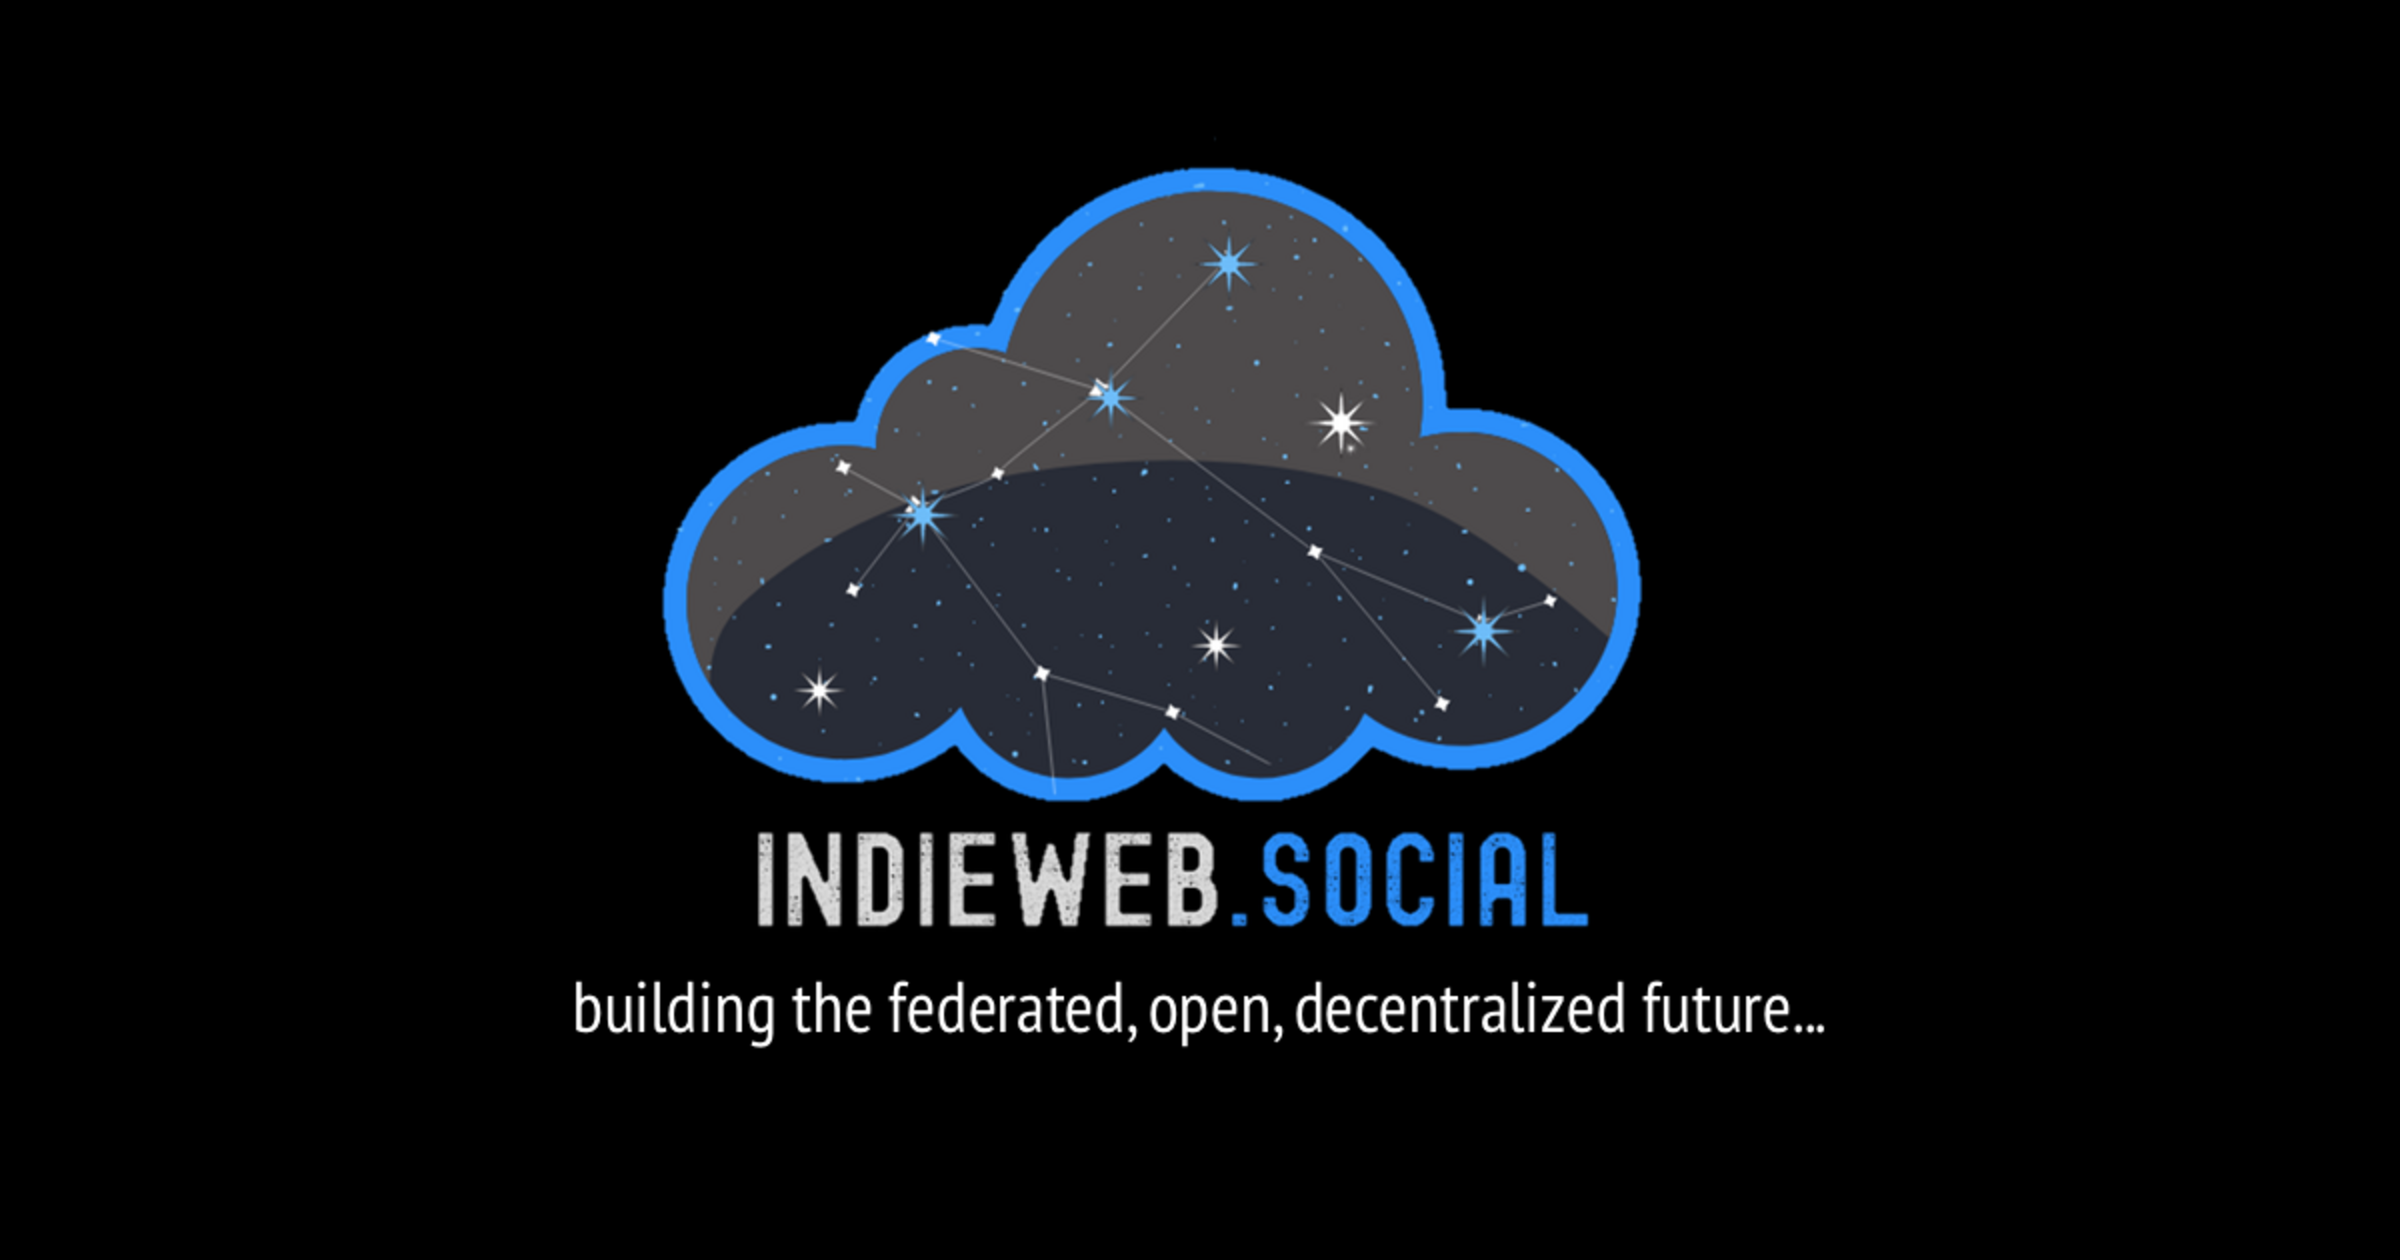 INDIEWEB.SOCIAL
building the federated, open, decentralized future...